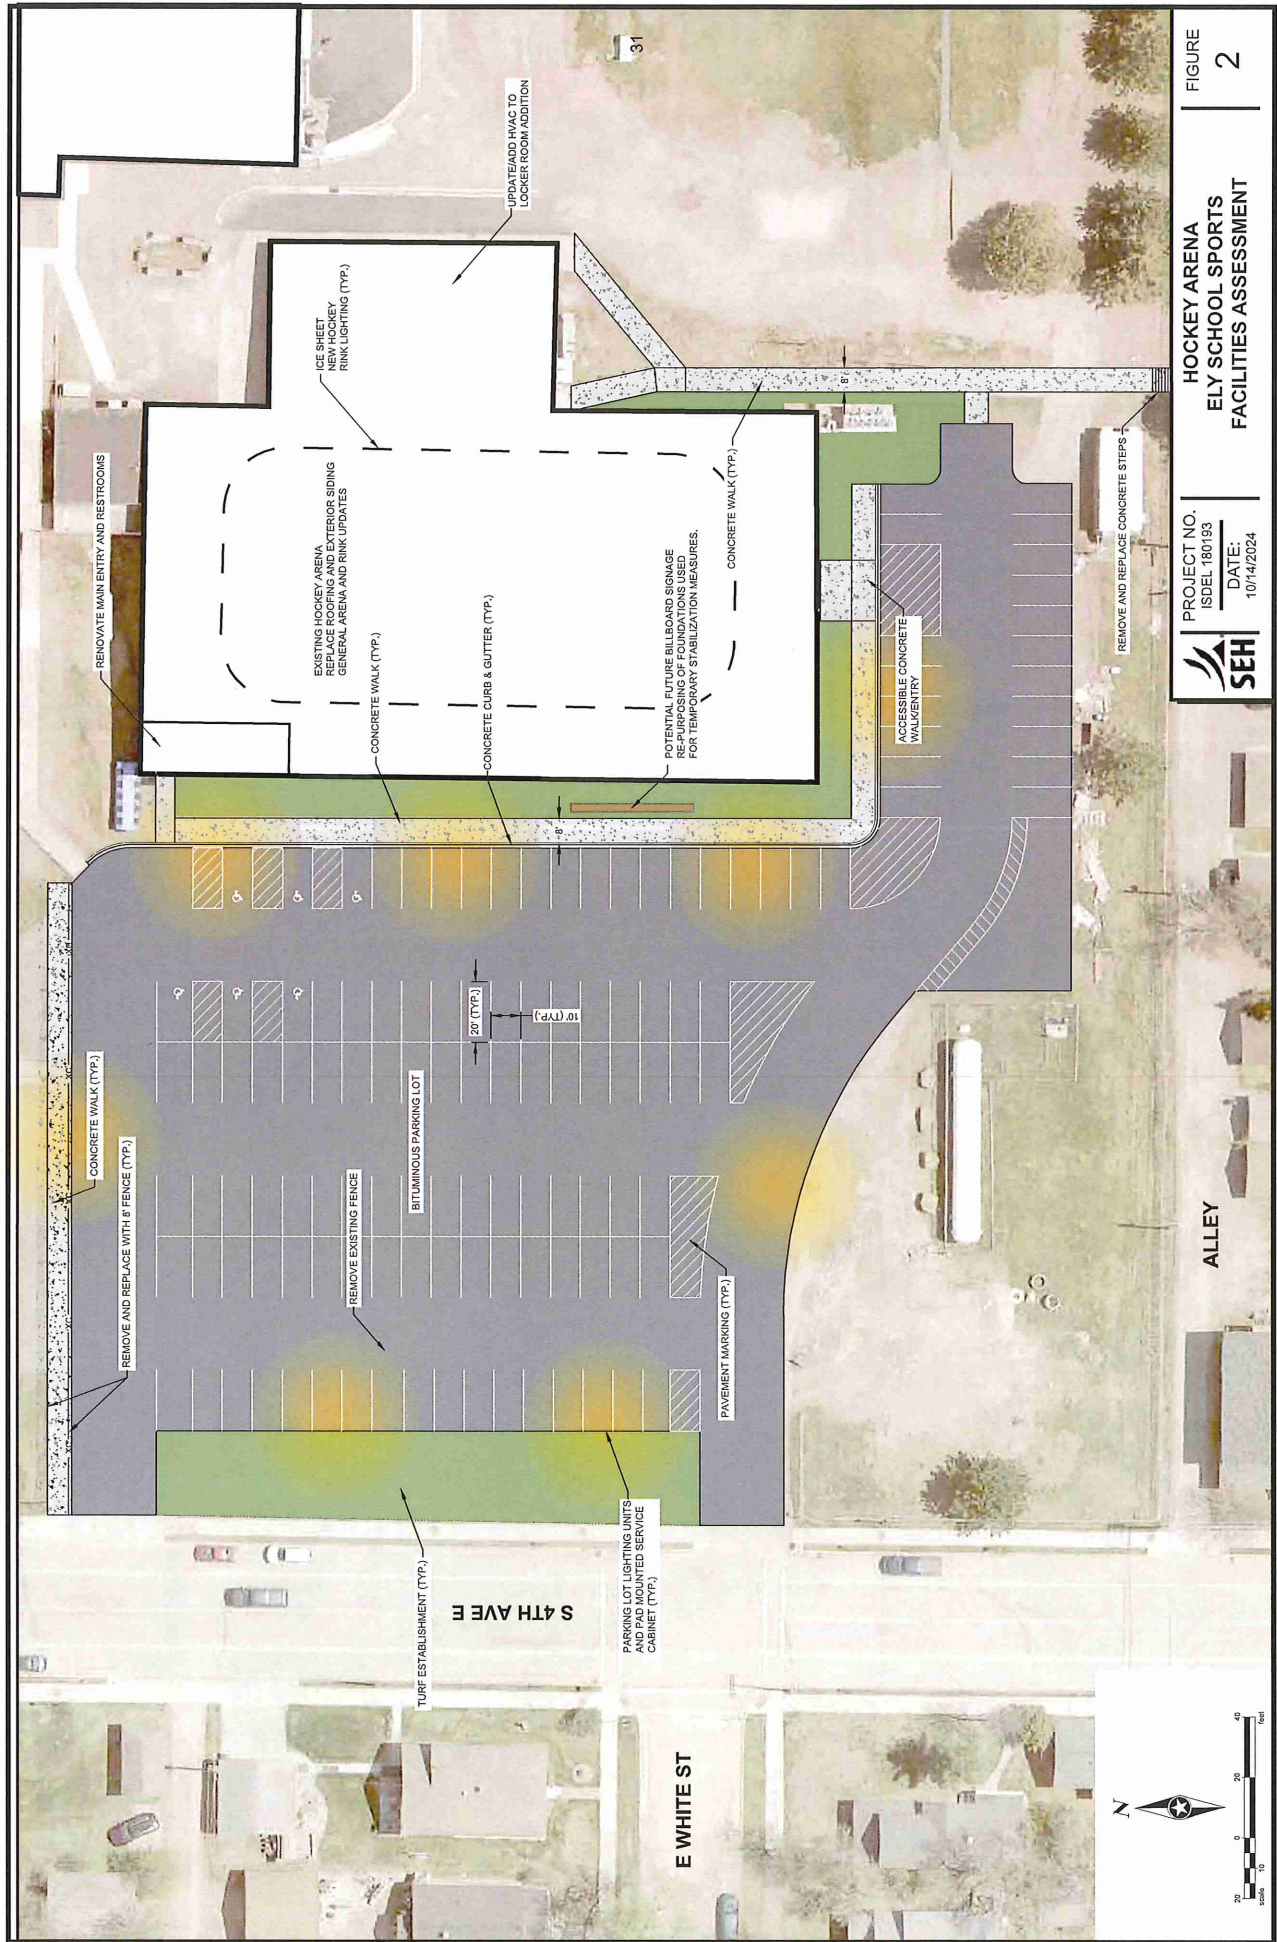 31
UPDATE/ADD HVAC TO
LOCKER ROOM ADDITION
ICE SHEET
NEW HOCKEY
RINK LIGHTING (TYP.)
RENOVATE MAIN ENTRY AND RESTROOMS
EXISTING HOCKEY ARENA
REPLACE ROOFING AND EXTERIOR SIDING
GENERAL ARENA AND RINK UPDATES
CONCRETE WALK (TYP.)
CONCRETE CURB & GUTTER (TYP.)
POTENTIAL FUTURE BILLBOARD SIGNAGE
RE-PURPOSING OF FOUNDATIONS USED
FOR TEMPORARY STABILIZATION MEASURES.
CONCRETE WALK (TYP.)
8'
8'
ACCESSIBLE CONCRETE
WALK/ENTRY
REMOVE AND REPLACE CONCRETE STEPS
CONCRETE WALK (TYP.)
REMOVE AND REPLACE WITH 8' FENCE (TYP.)
20' (TYP.)
10' (TYP.)
BITUMINOUS PARKING LOT
REMOVE EXISTING FENCE
PAVEMENT MARKING (TYP.)
TURF ESTABLISHMENT (TYP.)
PARKING LOT LIGHTING UNITS
AND PAD MOUNTED SERVICE
CABINET (TYP.)
S 4TH AVE E
E WHITE ST
ALLEY
N
20 10 0 20 40
scale feet
SEH
PROJECT NO.
ISDEL 180193
DATE:
10/14/2024
HOCKEY ARENA
ELY SCHOOL SPORTS
FACILITIES ASSESSMENT
FIGURE
2